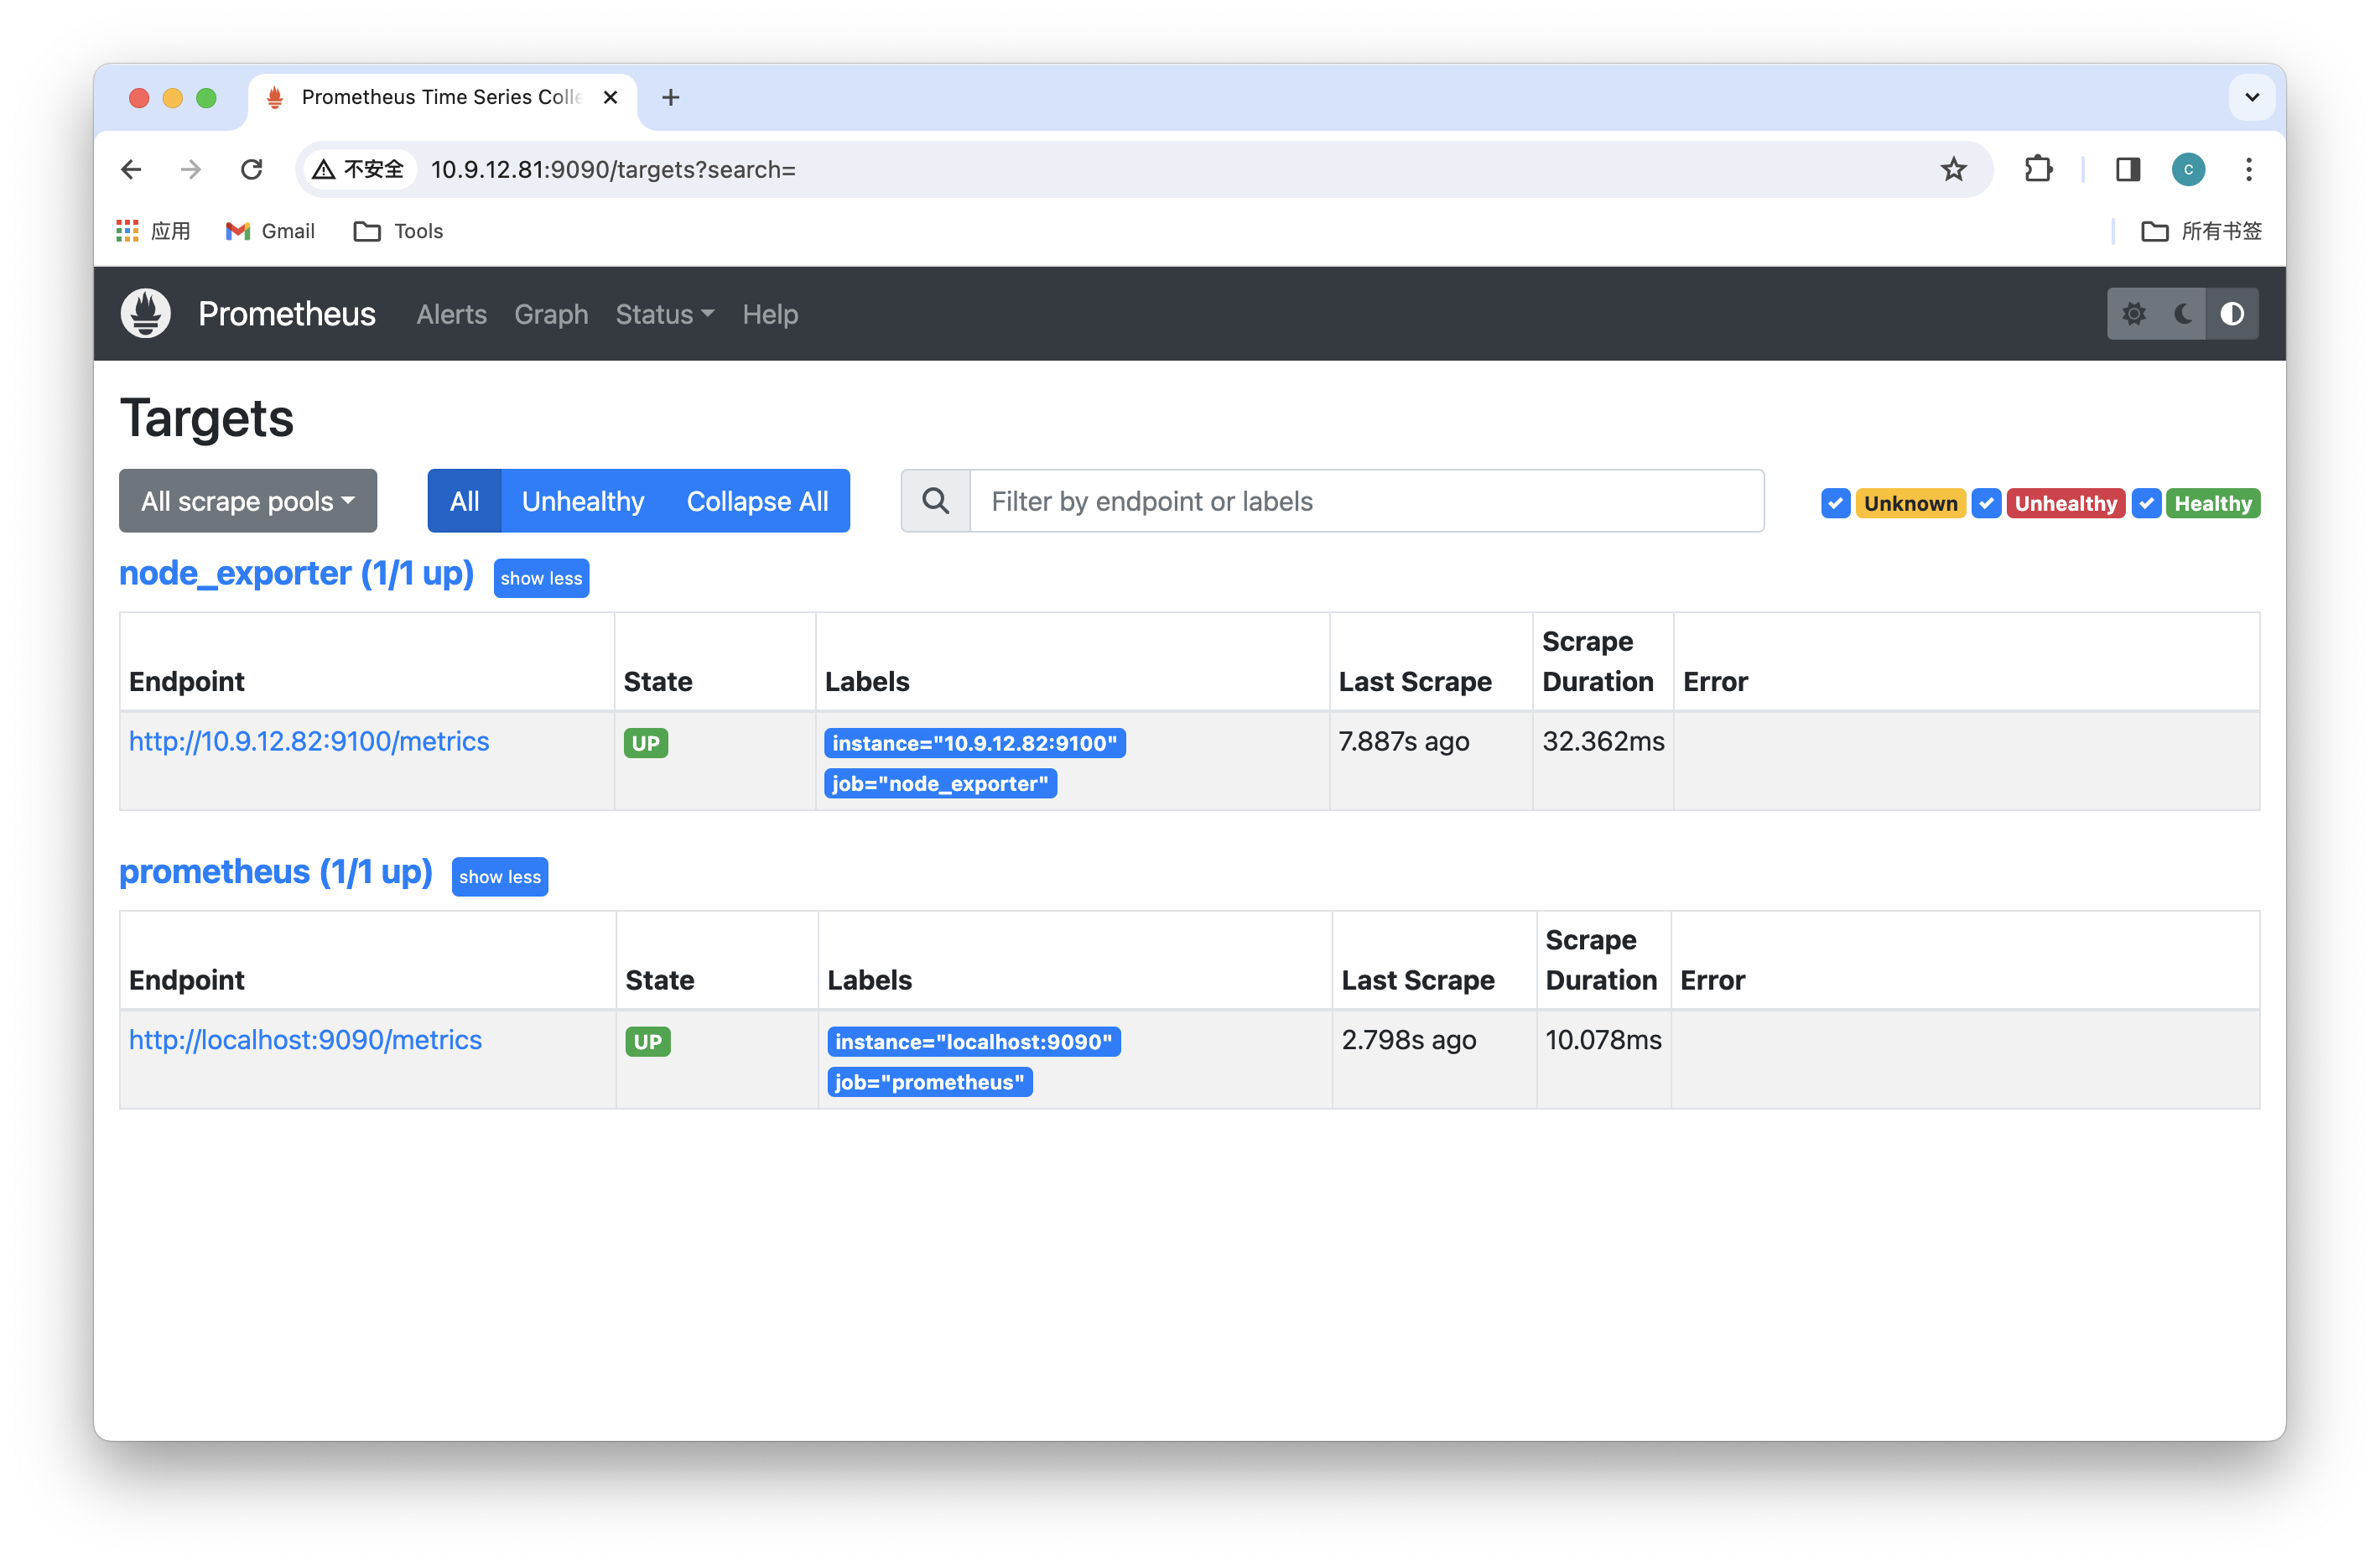 Prometheus Time Series Colle
不安全 10.9.12.81:9090/targets?search=
C
应用 Gmail Tools 所有书签
Prometheus Alerts Graph Status Help
Targets
All scrape pools All Unhealthy Collapse All Filter by endpoint or labels Unknown Unhealthy Healthy
node_exporter (1/1 up) show less
Endpoint State Labels Last Scrape Scrape Duration Error
http://10.9.12.82:9100/metrics UP instance="10.9.12.82:9100" 7.887s ago 32.362ms
job="node_exporter"
prometheus (1/1 up) show less
Endpoint State Labels Last Scrape Scrape Duration Error
http://localhost:9090/metrics UP instance="localhost:9090" 2.798s ago 10.078ms
job="prometheus"